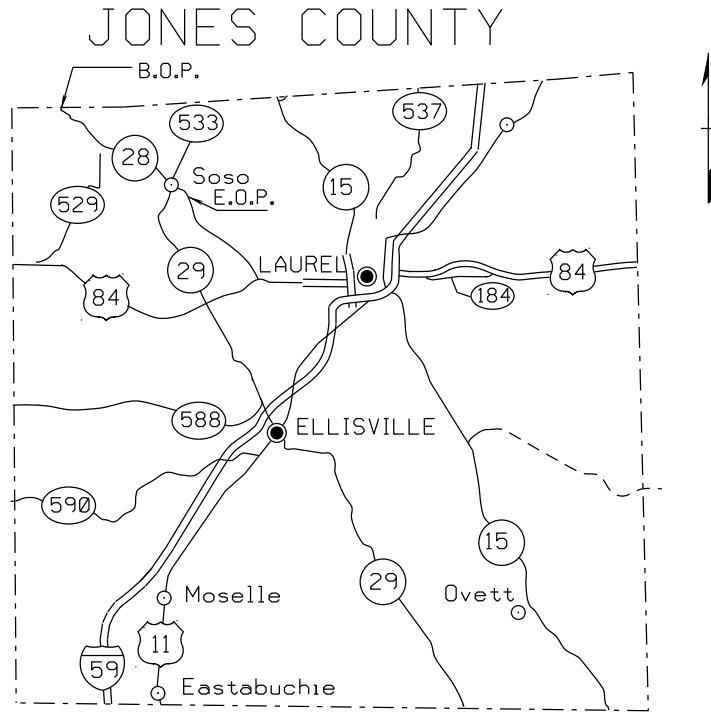 JONES COUNTY
B.O.P.
533
537
28
Soso
15
E.O.P.
529
LAUREL
29
84
84
184
588
ELLISVILLE
590
15
29
Moselle
Ovett
11
59
Eastabuchie